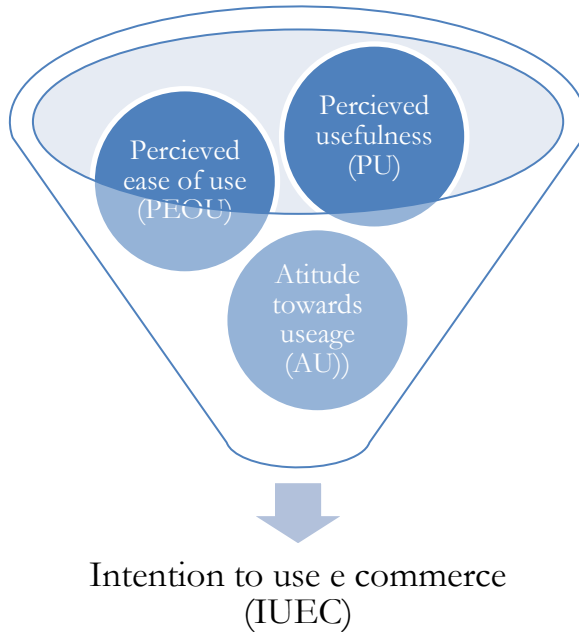 Percieved
usefulness
(PU)
Percieved
ease of use
(PEOU)
Atitude
towards
useage
(AU))
Intention to use e commerce
(IUEC)